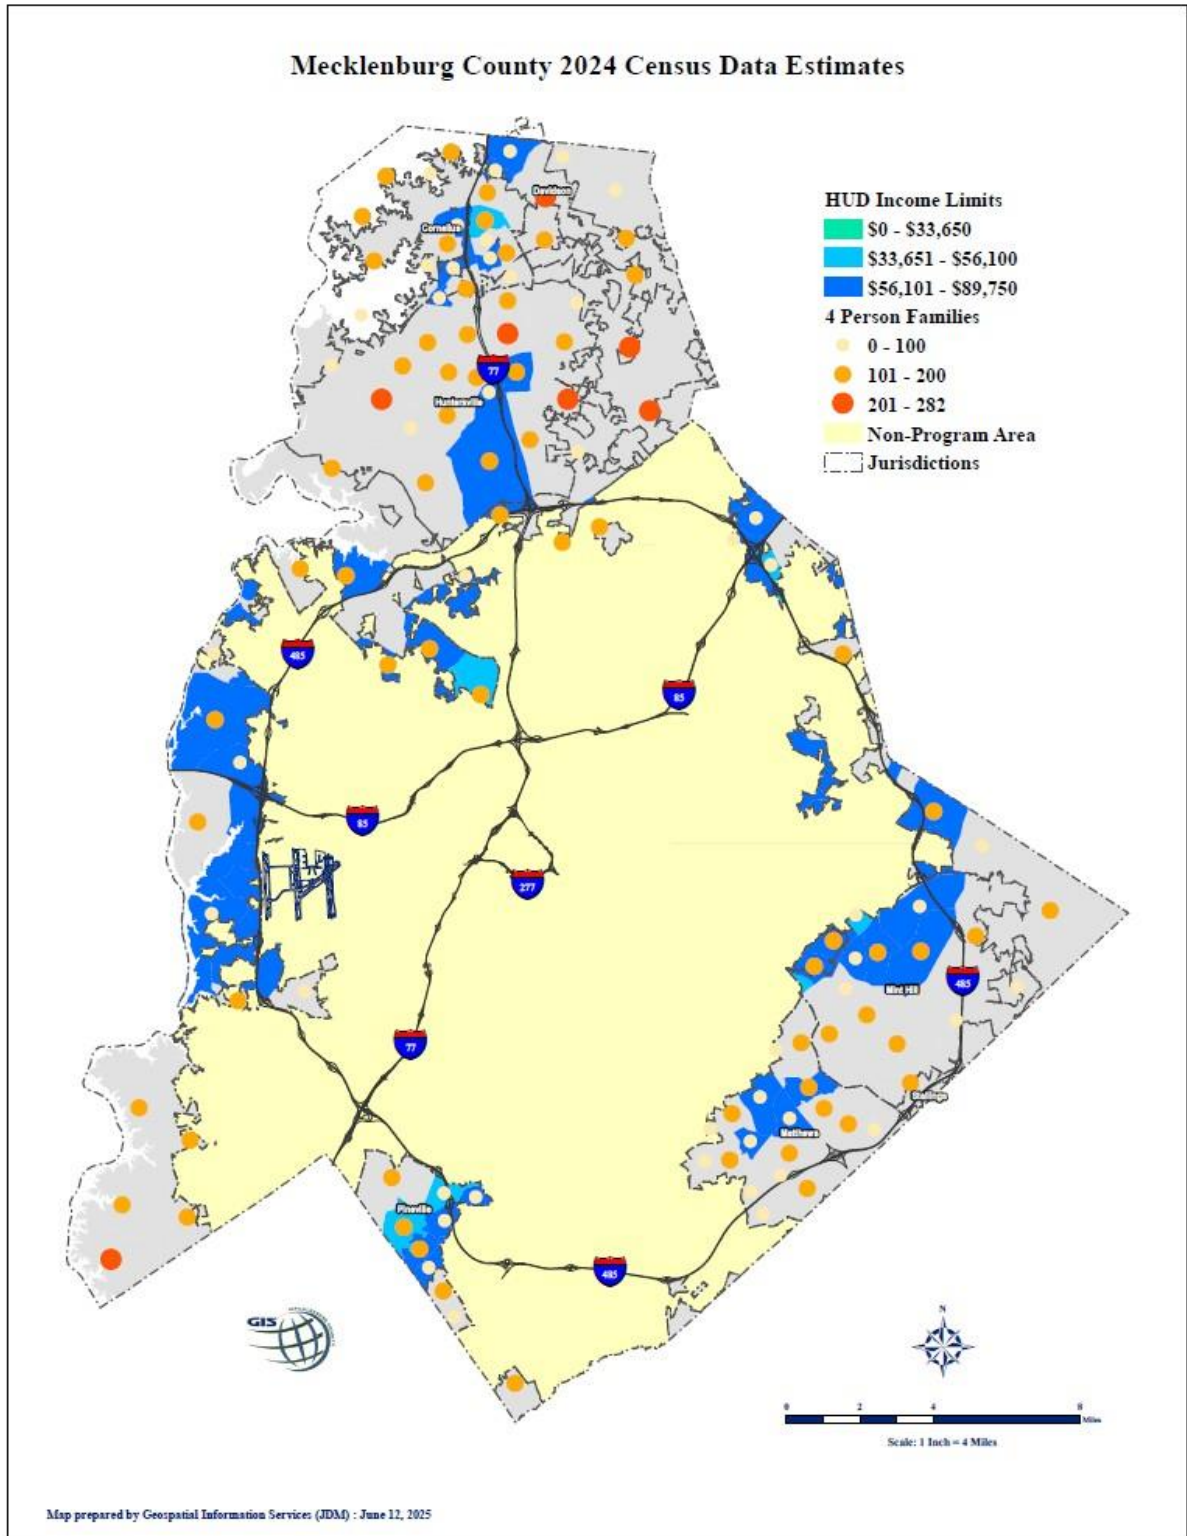 Mecklenburg County 2024 Census Data Estimates
HUD Income Limits
$0 - $33,650
$33,651 - $56,100
$56,101 - $89,750
4 Person Families
0 - 100
101 - 200
201 - 282
Non-Program Area
Jurisdictions
Davidson
Cornelius
77
Huntersville
485
85
85
277
Mint Hill
485
77
Stallings
Matthews
Pineville
485
GIS
N
0 2 4 8
Miles
Scale: 1 Inch = 4 Miles
Map prepared by Geospatial Information Services (JDM) : June 12, 2025